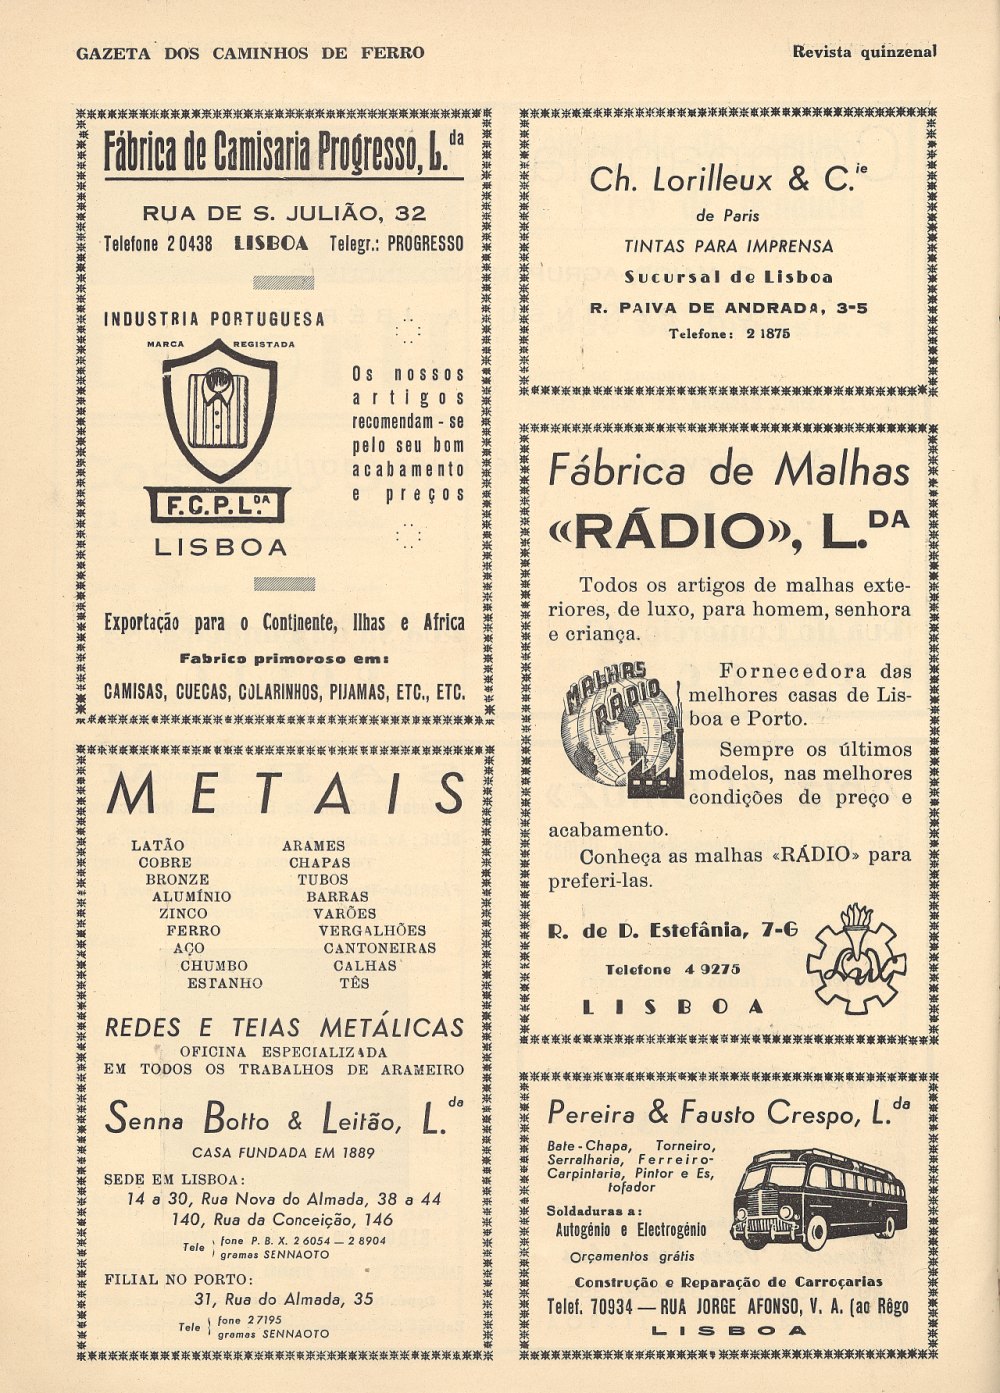 GAZETA DOS CAMINHOS DE FERRO
Revista quinzenal
Fábrica de Camisaria Progresso, L.da
RUA DE S. JULIÃO, 32
Telefone 20438 LISBOA Telegr.: PROGRESSO
INDUSTRIA PORTUGUESA
MARCA REGISTADA
F.C.P.L.DA
LISBOA
Os nossos
artigos
recomendam-se
pelo seu bom
acabamento
e preços
Exportação para o Continente, Ilhas e Africa
Fabrico primoroso em:
CAMISAS, CUECAS, COLARINHOS, PIJAMAS, ETC., ETC.
METAIS
LATÃO ARAMES
COBRE CHAPAS
BRONZE TUBOS
ALUMÍNIO BARRAS
ZINCO VARÕES
FERRO VERGALHÕES
AÇO CANTONEIRAS
CHUMBO CALHAS
ESTANHO TÊS
REDES E TEIAS METÁLICAS
OFICINA ESPECIALIZADA
EM TODOS OS TRABALHOS DE ARAMEIRO
Senna Botto & Leitão, L.da
CASA FUNDADA EM 1889
SEDE EM LISBOA:
14 a 30, Rua Nova do Almada, 38 a 44
140, Rua da Conceição, 146
Tele fone P. B. X. 2 6054 — 2 8904
gramas SENNAOTO
FILIAL NO PORTO:
31, Rua do Almada, 35
Tele fone 2 7195
gramas SENNAOTO
Ch. Lorilleux & C.ie
de Paris
TINTAS PARA IMPRENSA
Sucursal de Lisboa
R. PAIVA DE ANDRADA, 3-5
Telefone: 2 1875
Fábrica de Malhas
«RÁDIO», L.DA
Todos os artigos de malhas exte-
riores, de luxo, para homem, senhora
e criança.
MALHAS
RADIO
Fornecedora das
melhores casas de Lis-
boa e Porto.
Sempre os últimos
modelos, nas melhores
condições de preço e
acabamento.
Conheça as malhas «RÁDIO» para
preferi-las.
R. de D. Estefânia, 7-G
Telefone 4 9275
LISBOA
Pereira & Fausto Crespo, L.da
Bate-Chapa, Torneiro,
Serralharia, Ferreiro-
Carpintaria, Pintor e Es,
tofador
Soldaduras a:
Autogénio e Electrogénio
Orçamentos grátis
Construção e Reparação de Carroçarias
Telef. 70934 — RUA JORGE AFONSO, V. A. (ao Rêgo
LISBOA